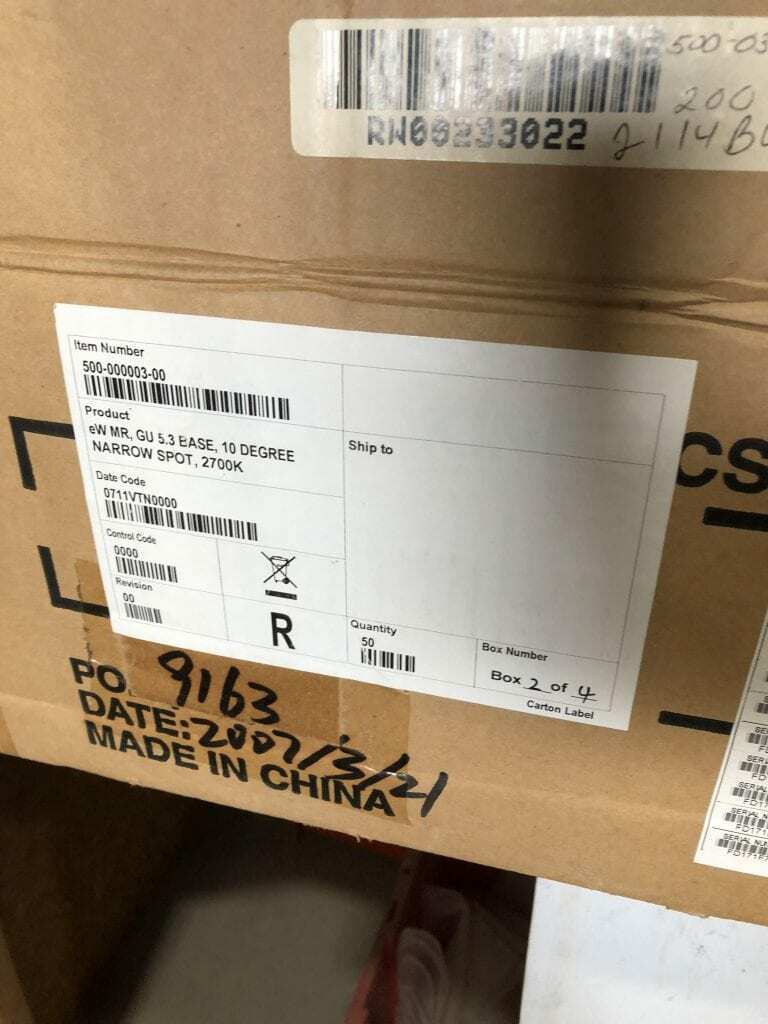 500-03
200
RW00233022 2114B
Item Number
500-000003-00
Product
eW MR, GU 5.3 BASE, 10 DEGREE
NARROW SPOT, 2700K
Ship to
Date Code
0711VTN0000
Control Code
0000
Revision
00
R
Quantity
50
Box Number
Box 2 of 4
Carton Label
CS
PO 9163
DATE: 2007/3/21
MADE IN CHINA